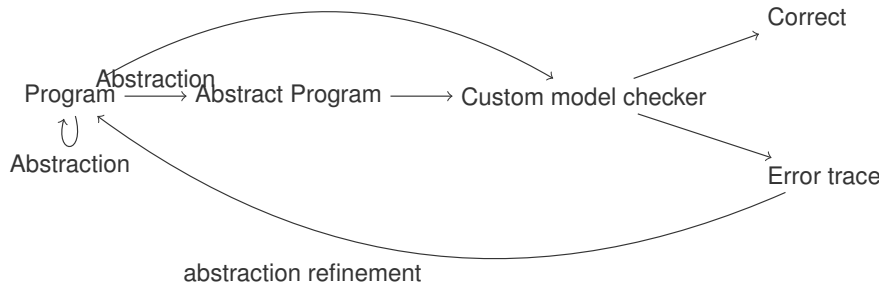 Correct
Abstraction
Program
Abstract Program
Custom model checker
Abstraction
Error trace
abstraction refinement